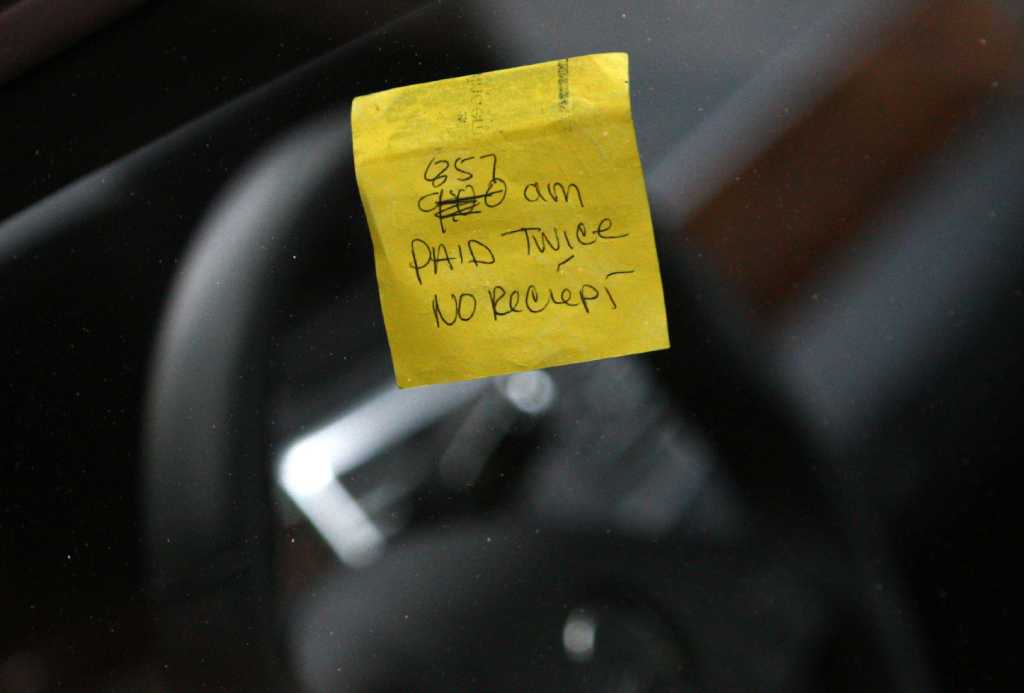 857
am
PAID TWICE
NO RECIEPT